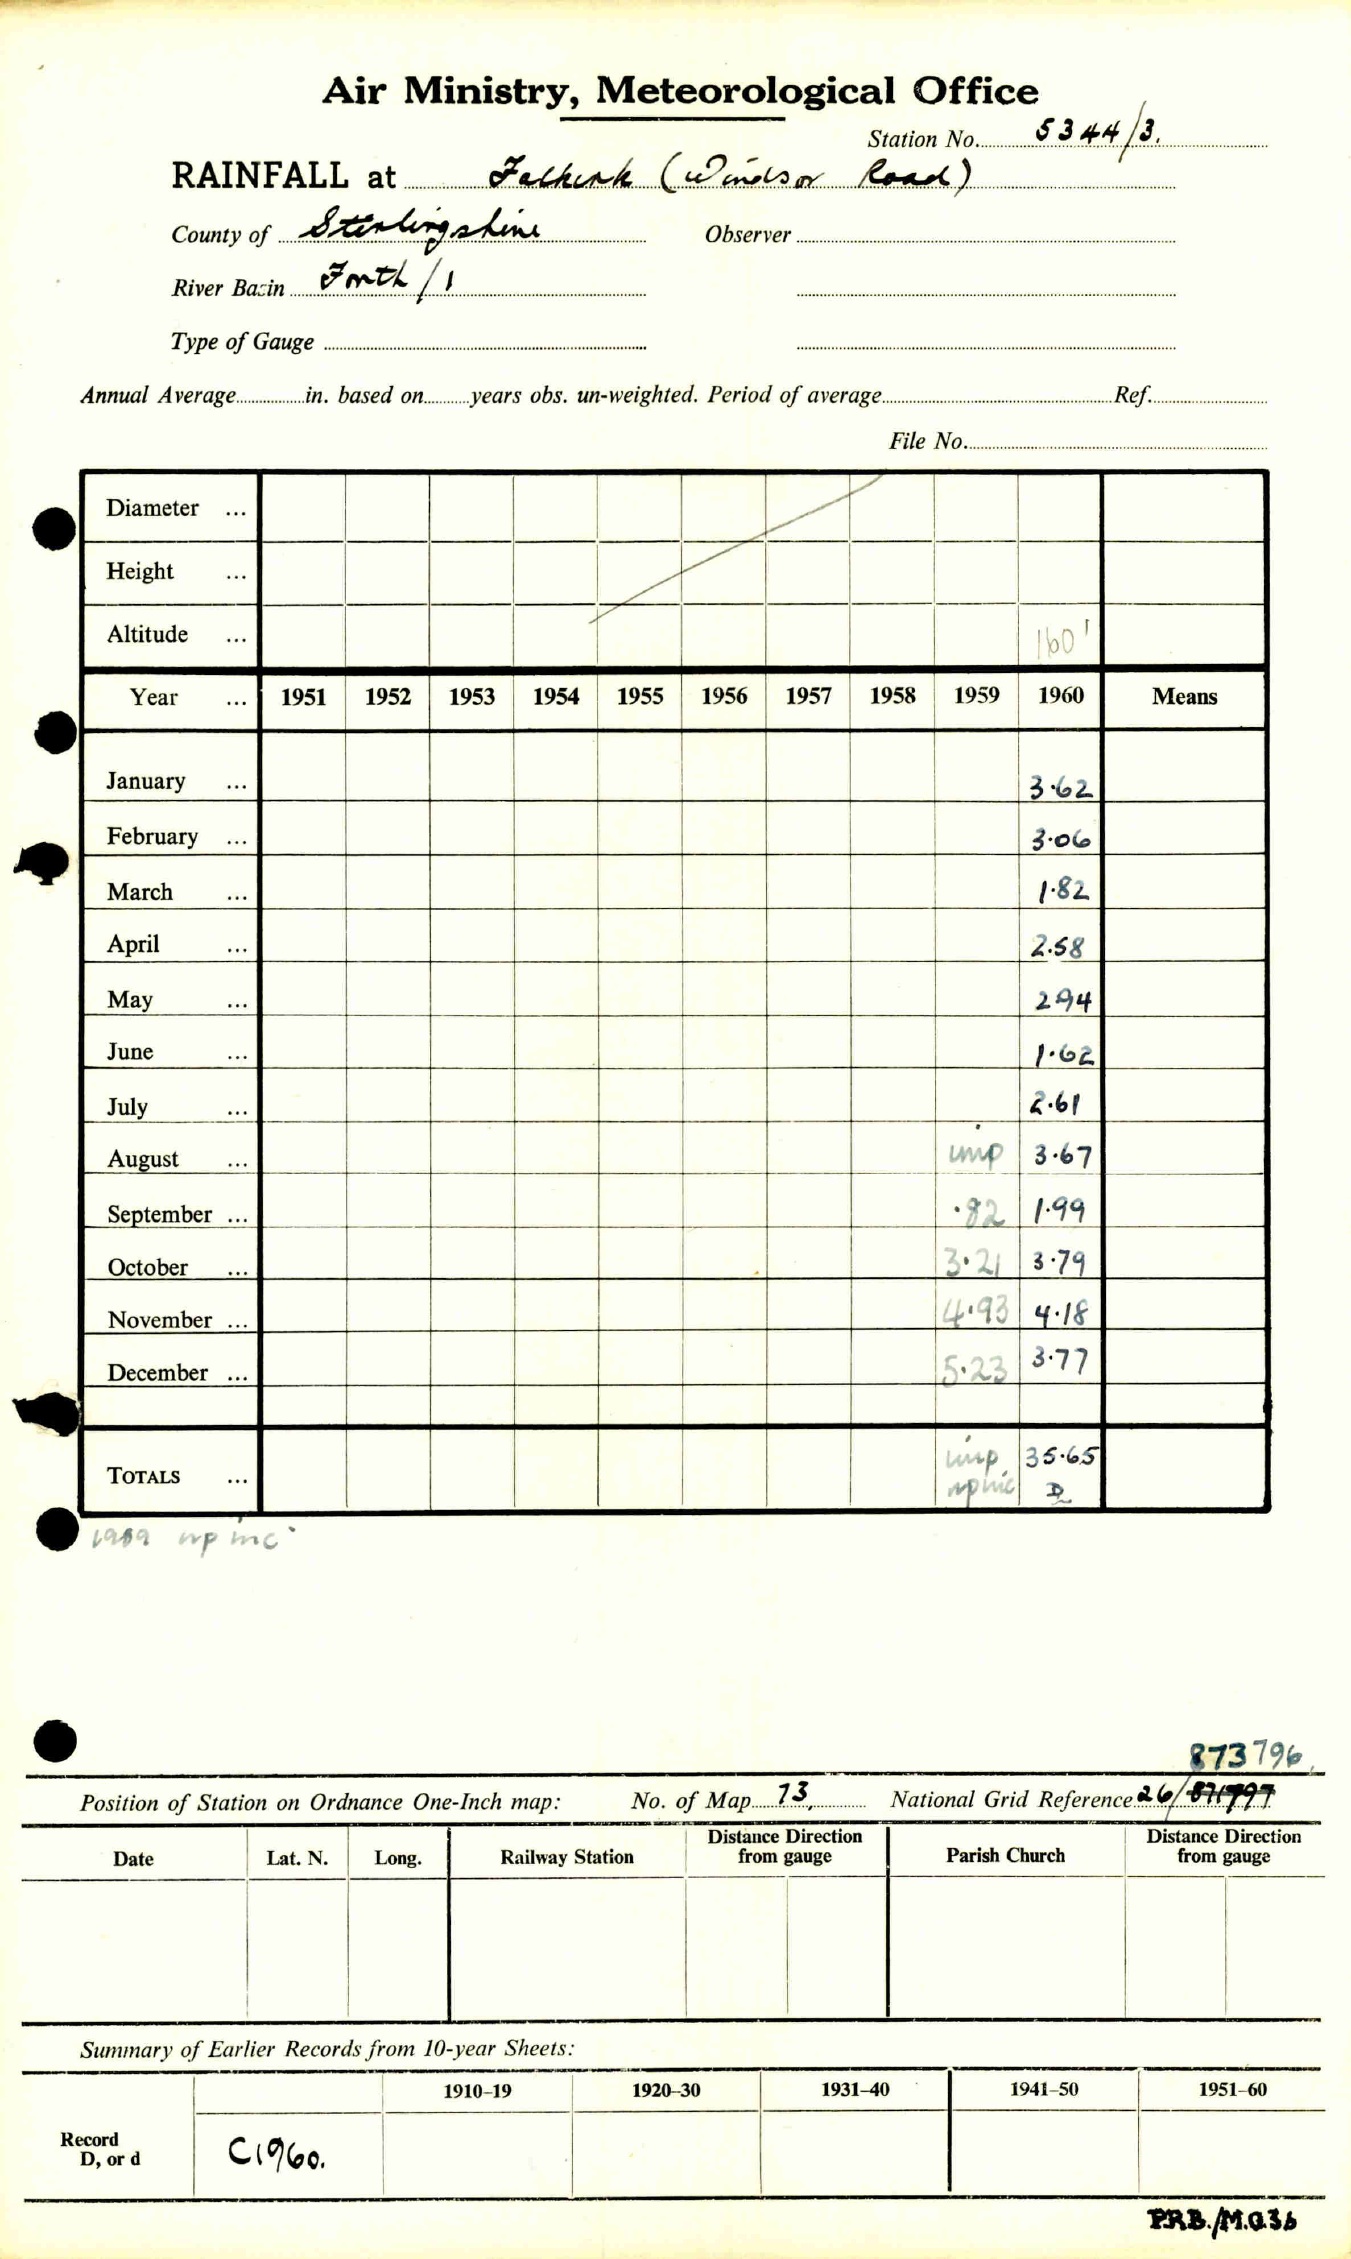 Air Ministry, Meteorological Office
Station No. 5344/3.
RAINFALL at Falkirk (Windsor Road)
County of Stirlingshire Observer
River Basin Forth/1
Type of Gauge
Annual Average in. based on years obs. un-weighted. Period of average Ref.
File No.
Diameter ...
Height ...
Altitude ... 160'
Year ... 1951 1952 1953 1954 1955 1956 1957 1958 1959 1960 Means
January ... 3.62
February ... 3.06
March ... 1.82
April ... 2.58
May ... 2.94
June ... 1.62
July ... 2.61
August ... imp 3.67
September ... .82 1.99
October ... 3.21 3.79
November ... 4.93 4.18
December ... 5.23 3.77
TOTALS ... imp 35.65
np inc D
1959 np inc
873796
Position of Station on Ordnance One-Inch map: No. of Map 73, National Grid Reference 26/871797
Date Lat. N. Long. Railway Station Distance Direction from gauge Parish Church Distance Direction from gauge
Summary of Earlier Records from 10-year Sheets:
1910–19 1920–30 1931–40 1941–50 1951–60
Record
D, or d C1960.
P.R.B./M.O.36